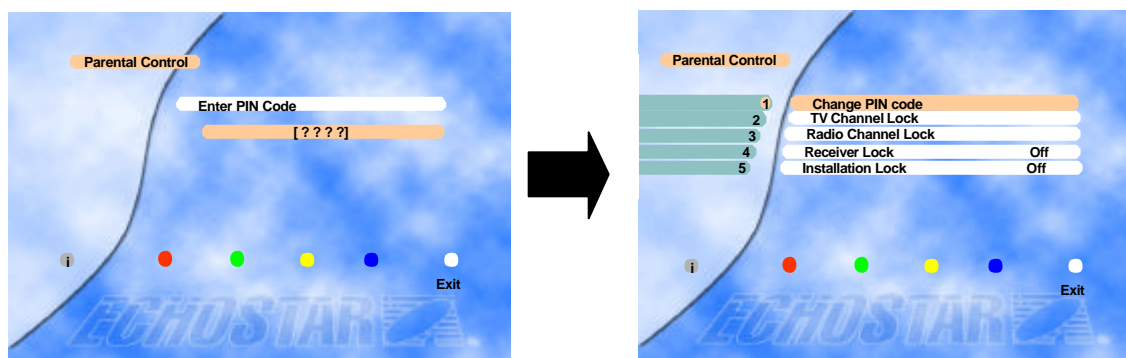 Parental Control
Enter PIN Code
[ ? ? ? ?]
i
Exit
ECHOSTAR
Parental Control
1 Change PIN code
2 TV Channel Lock
3 Radio Channel Lock
4 Receiver Lock Off
5 Installation Lock Off
i
Exit
ECHOSTAR